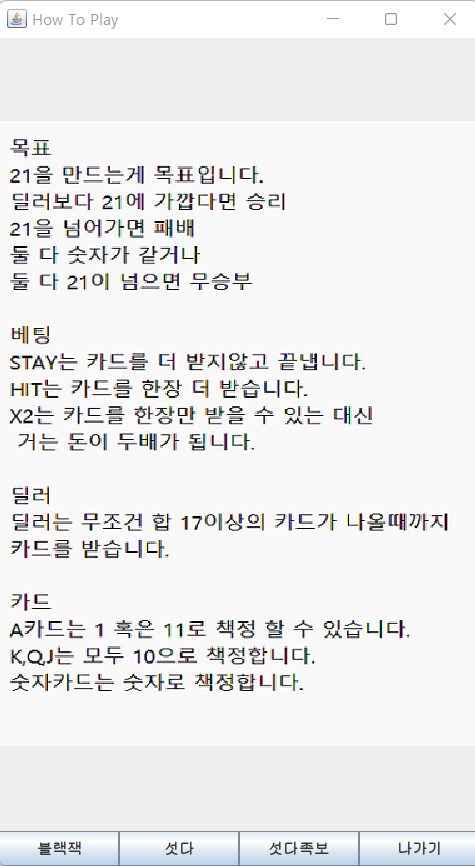 How To Play
목표
21을 만드는게 목표입니다.
딜러보다 21에 가깝다면 승리
21을 넘어가면 패배
둘 다 숫자가 같거나
둘 다 21이 넘으면 무승부
베팅
STAY는 카드를 더 받지않고 끝냅니다.
HIT는 카드를 한장 더 받습니다.
X2는 카드를 한장만 받을 수 있는 대신
거는 돈이 두배가 됩니다.
딜러
딜러는 무조건 합 17이상의 카드가 나올때까지
카드를 받습니다.
카드
A카드는 1 혹은 11로 책정 할 수 있습니다.
K,Q,J는 모두 10으로 책정합니다.
숫자카드는 숫자로 책정합니다.
블랙잭 섯다 섯다족보 나가기